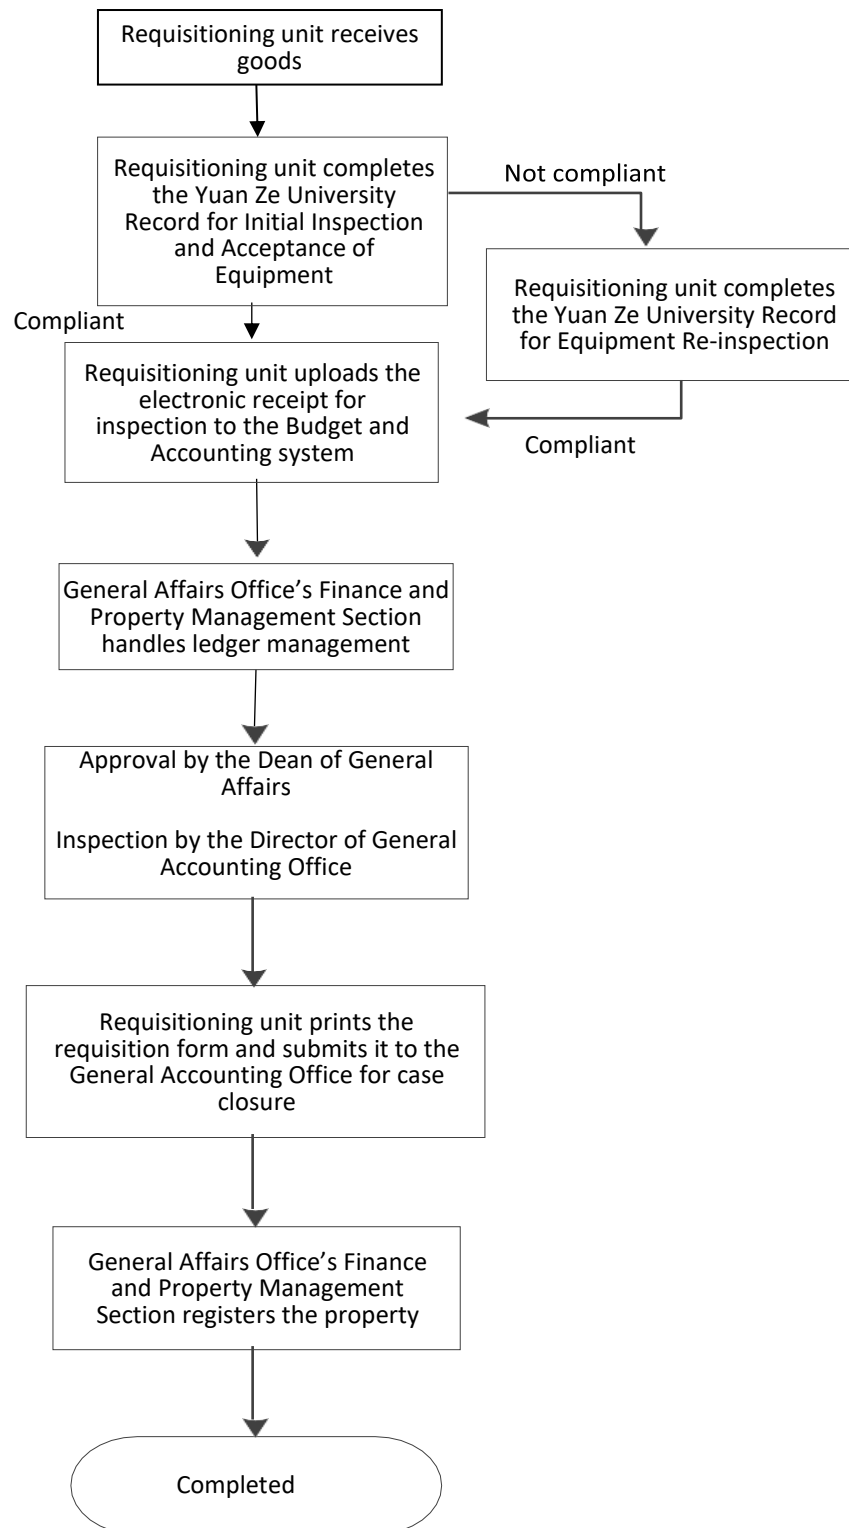 Requisitioning unit receives
goods
Requisitioning unit completes
the Yuan Ze University
Record for Initial Inspection
and Acceptance of
Equipment
Not compliant
Requisitioning unit completes
the Yuan Ze University Record
for Equipment Re-inspection
Compliant
Compliant
Requisitioning unit uploads the
electronic receipt for
inspection to the Budget and
Accounting system
General Affairs Office’s Finance and
Property Management Section
handles ledger management
Approval by the Dean of General
Affairs
Inspection by the Director of General
Accounting Office
Requisitioning unit prints the
requisition form and submits it to the
General Accounting Office for case
closure
General Affairs Office’s Finance
and Property Management
Section registers the property
Completed